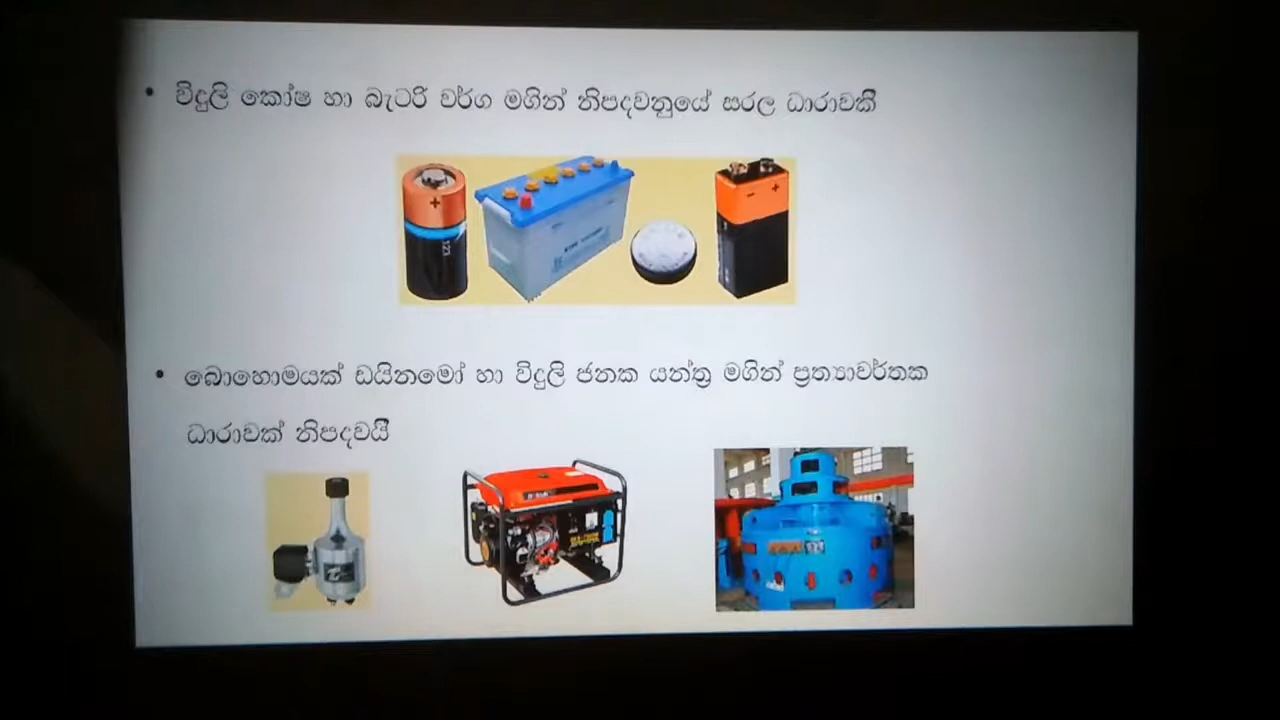 • විදුලි කෝෂ හා බැටරි වර්ග මගින් නිපදවනුයේ සරල ධාරාවකි
• බොහොමයක් ඩයිනමෝ හා විදුලි ජනක යන්ත්‍ර මගින් ප්‍රත්‍යාවර්තක
ධාරාවක් නිපදවයි